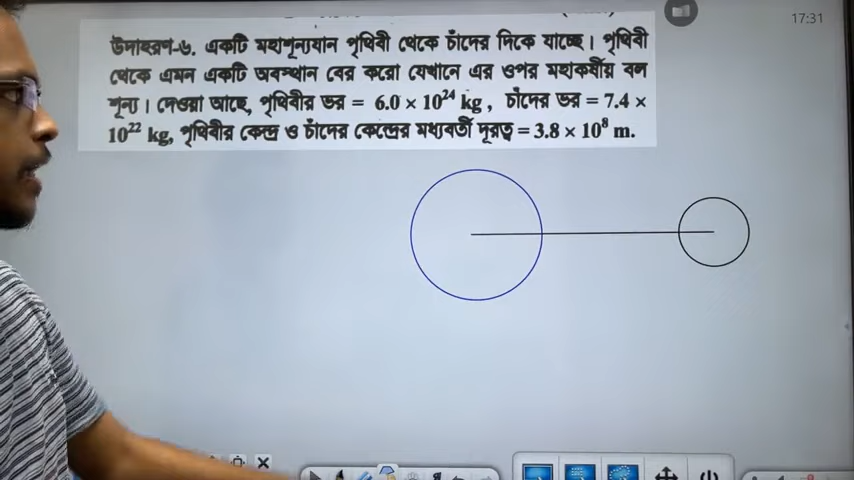 17:31
উদাহরণ-৬. একটি মহাশূন্যযান পৃথিবী থেকে চাঁদের দিকে যাচ্ছে। পৃথিবী
থেকে এমন একটি অবস্থান বের করো যেখানে এর ওপর মহাকর্ষীয় বল
শূন্য। দেওয়া আছে, পৃথিবীর ভর = 6.0 × 10²⁴ kg, চাঁদের ভর = 7.4 ×
10²² kg, পৃথিবীর কেন্দ্র ও চাঁদের কেন্দ্রের মধ্যবর্তী দূরত্ব = 3.8 × 10⁸ m.